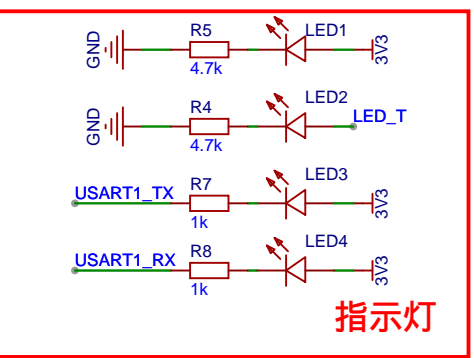 GND R5 4.7k LED1 3V3
GND R4 4.7k LED2 LED_T
USART1_TX R7 1k LED3 3V3
USART1_RX R8 1k LED4 3V3
指示灯